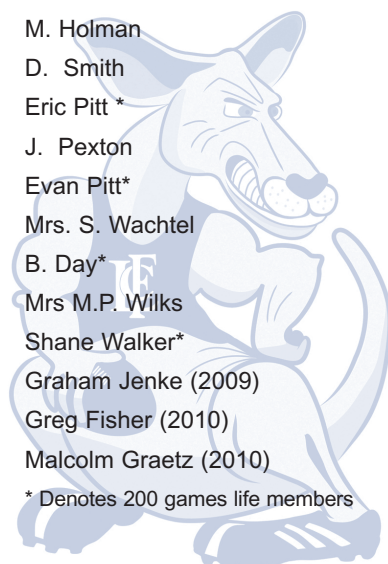 M. Holman
D. Smith
Eric Pitt *
J. Pexton
Evan Pitt*
Mrs. S. Wachtel
B. Day*
Mrs M.P. Wilks
Shane Walker*
Graham Jenke (2009)
Greg Fisher (2010)
Malcolm Graetz (2010)
* Denotes 200 games life members